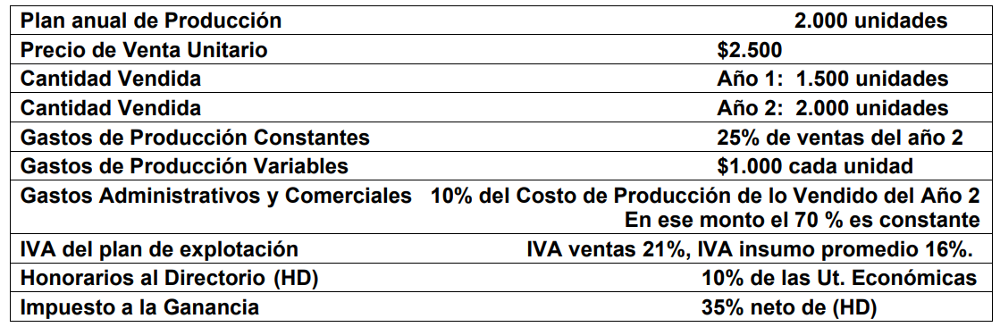 Plan anual de Producción 2.000 unidades
Precio de Venta Unitario $2.500
Cantidad Vendida Año 1: 1.500 unidades
Cantidad Vendida Año 2: 2.000 unidades
Gastos de Producción Constantes 25% de ventas del año 2
Gastos de Producción Variables $1.000 cada unidad
Gastos Administrativos y Comerciales 10% del Costo de Producción de lo Vendido del Año 2
En ese monto el 70 % es constante
IVA del plan de explotación IVA ventas 21%, IVA insumo promedio 16%.
Honorarios al Directorio (HD) 10% de las Ut. Económicas
Impuesto a la Ganancia 35% neto de (HD)